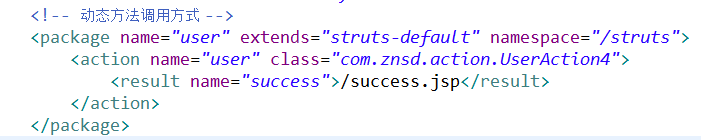 <!-- 动态方法调用方式 -->
<package name="user" extends="struts-default" namespace="/struts">
<action name="user" class="com.znsd.action.UserAction4">
<result name="success">/success.jsp</result>
</action>
</package>